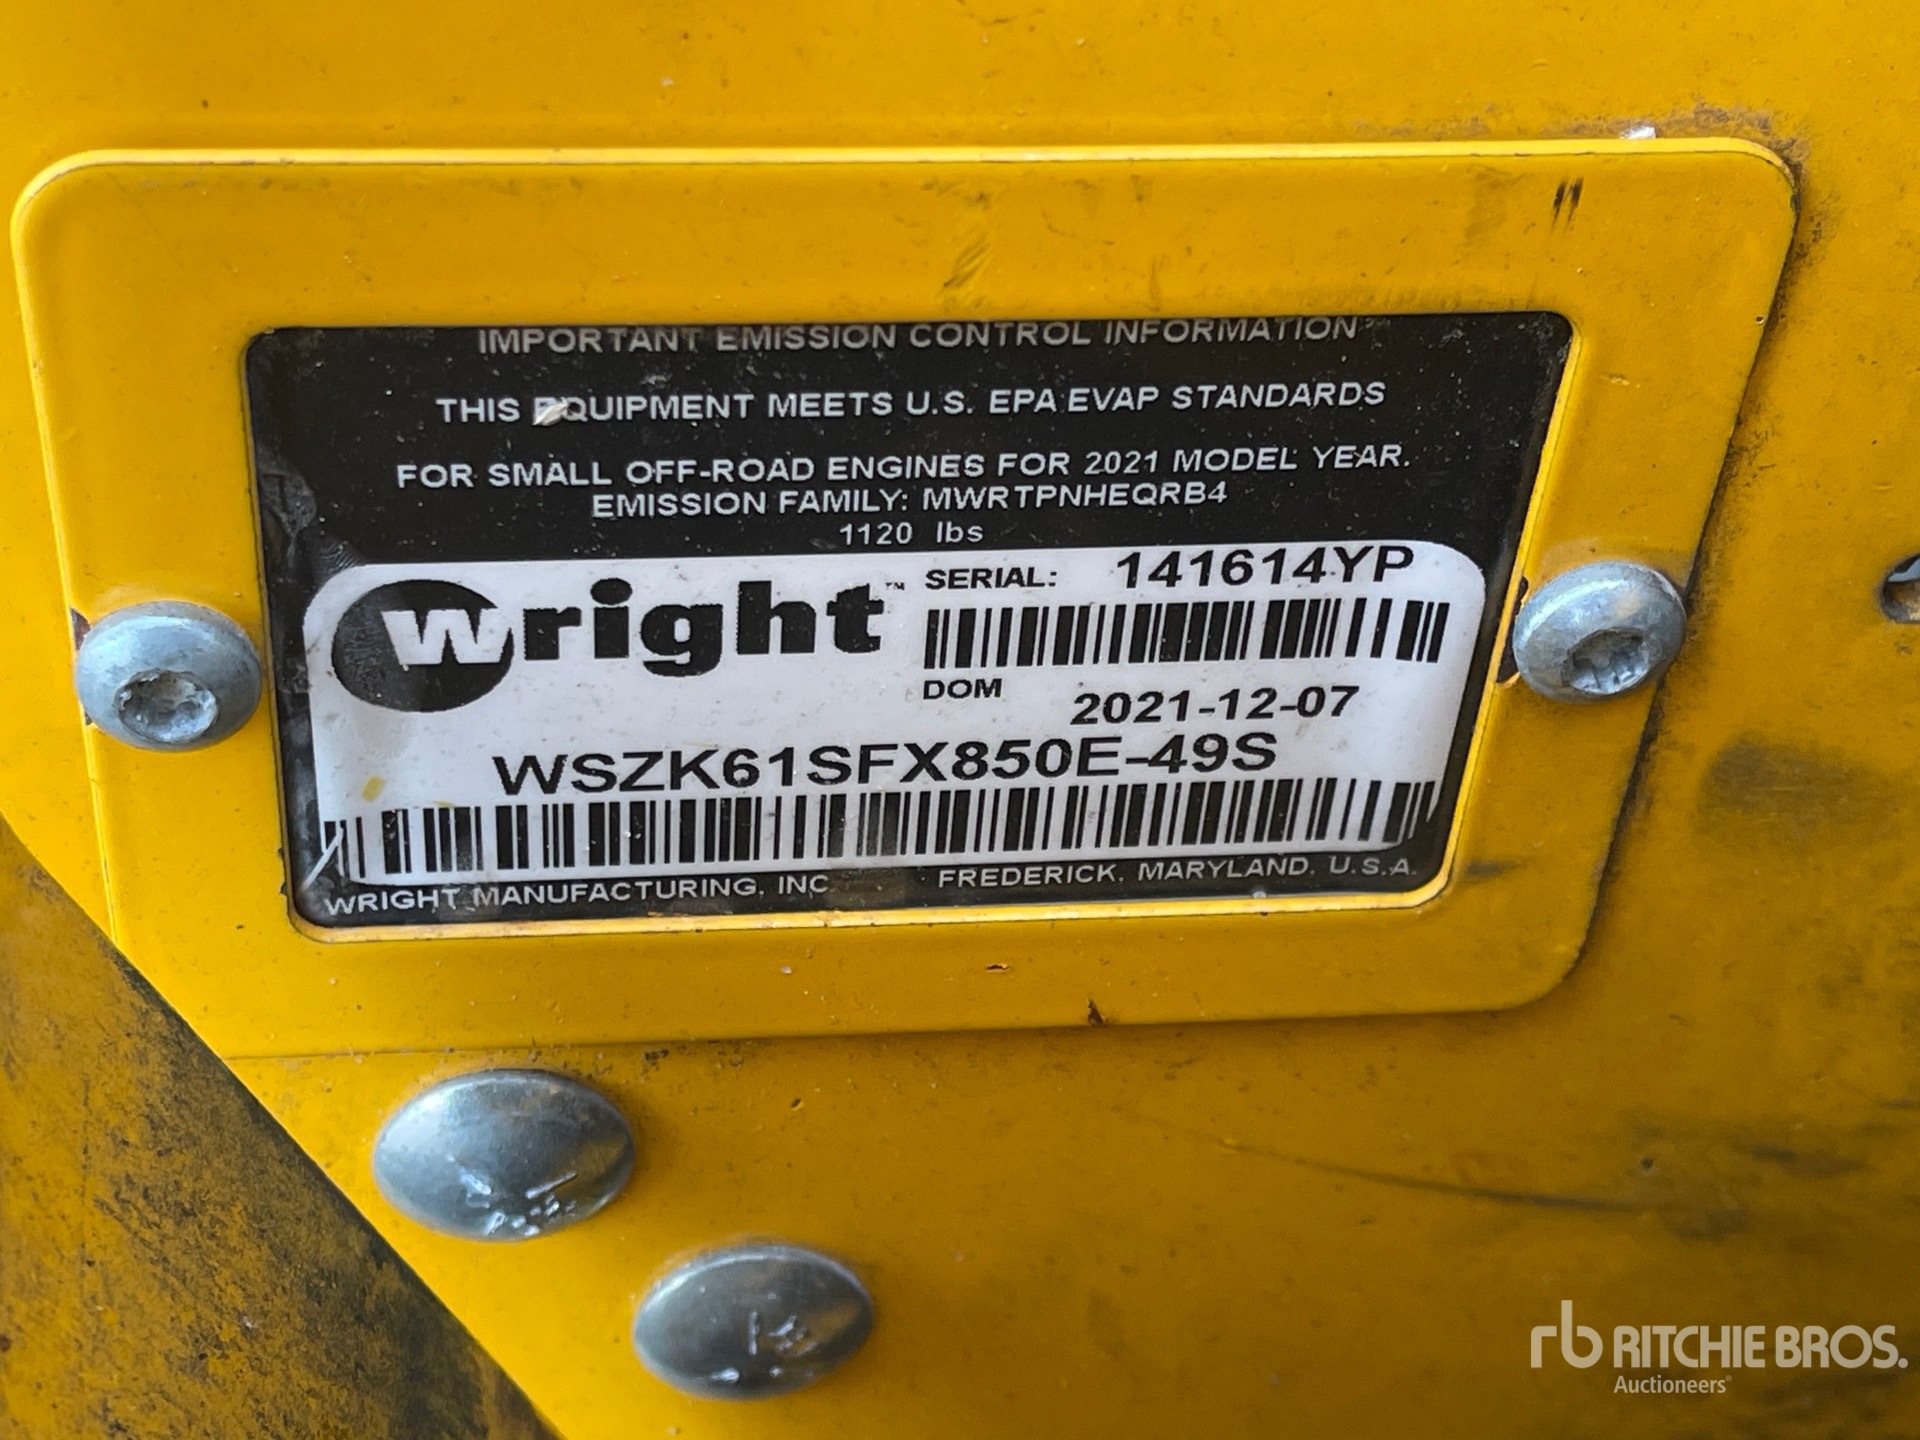 IMPORTANT EMISSION CONTROL INFORMATION
THIS EQUIPMENT MEETS U.S. EPA EVAP STANDARDS
FOR SMALL OFF-ROAD ENGINES FOR 2021 MODEL YEAR.
EMISSION FAMILY: MWRTPNHEQRB4
1120 lbs
wright™ SERIAL: 141614YP
DOM 2021-12-07
WSZK61SFX850E-49S
WRIGHT MANUFACTURING, INC. FREDERICK, MARYLAND, U.S.A.
rb RITCHIE BROS.
Auctioneers®